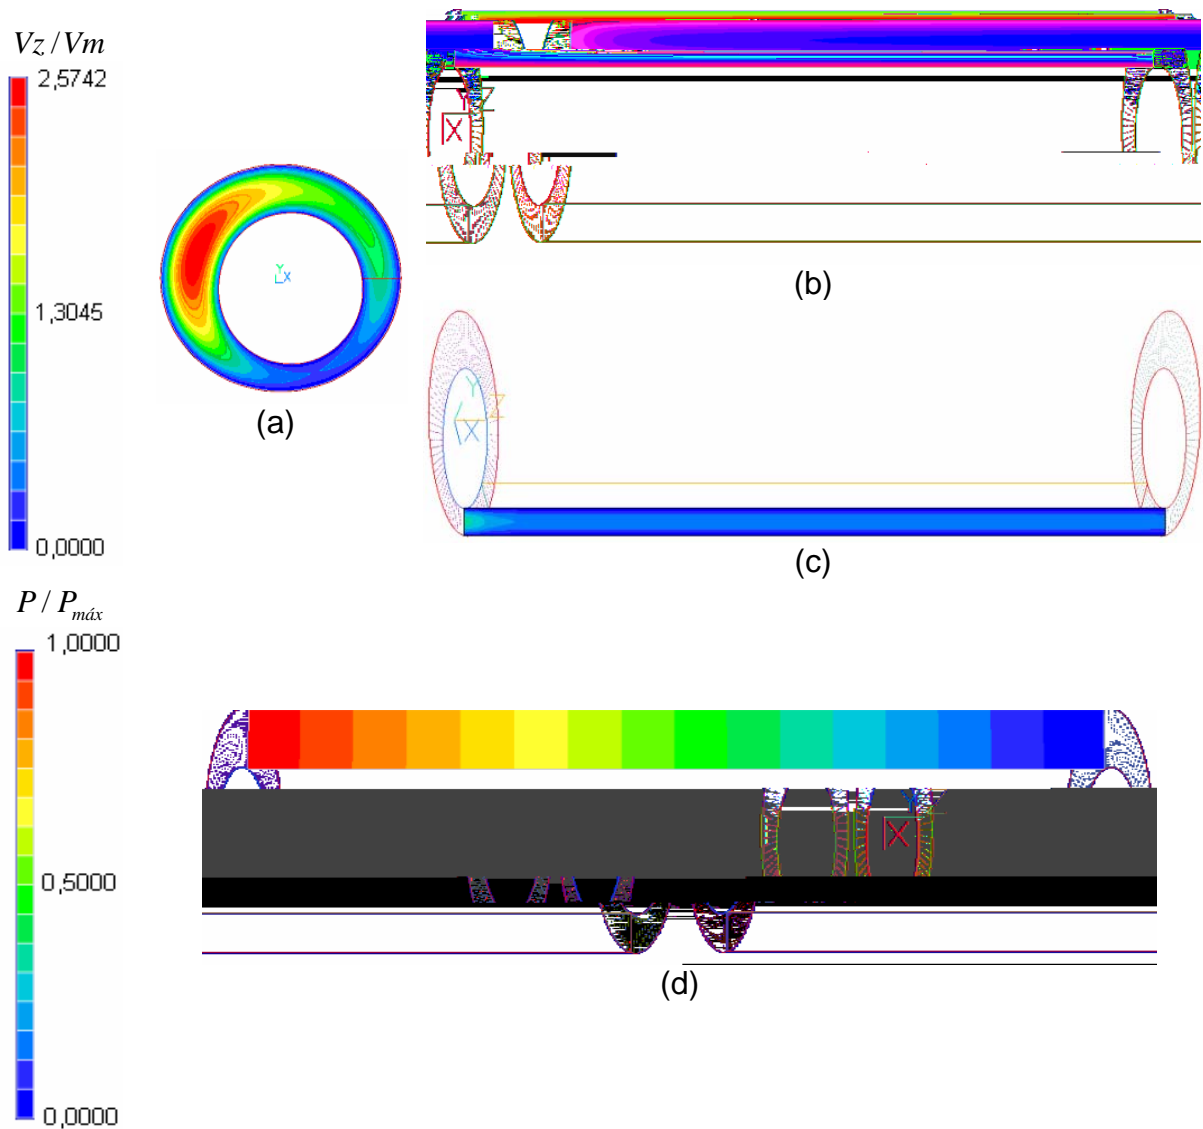 Vz / Vm
2,5742
1,3045
0,0000
(a)
Y
X
X
(b)
Y
Z
X
(c)
P / Pmáx
1,0000
0,5000
0,0000
X
(d)